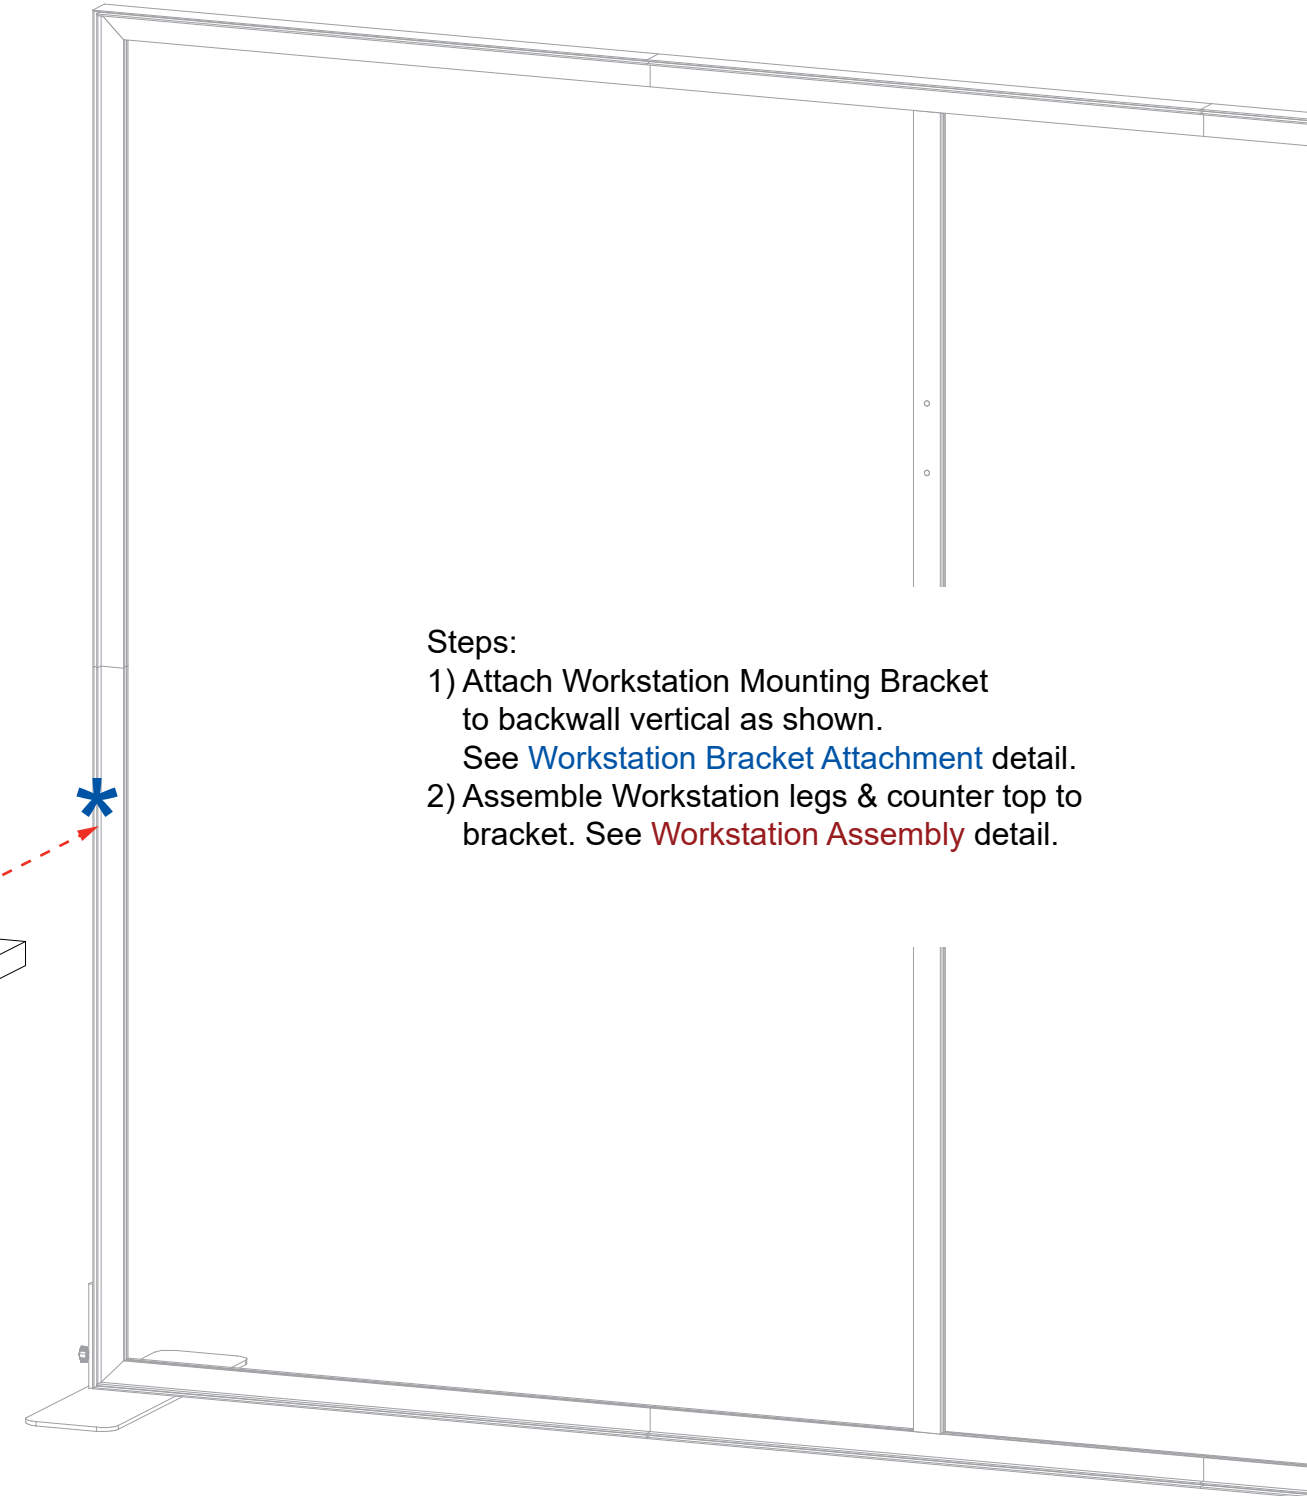 Steps:
1) Attach Workstation Mounting Bracket
to backwall vertical as shown.
See Workstation Bracket Attachment detail.
2) Assemble Workstation legs & counter top to
bracket. See Workstation Assembly detail.
*